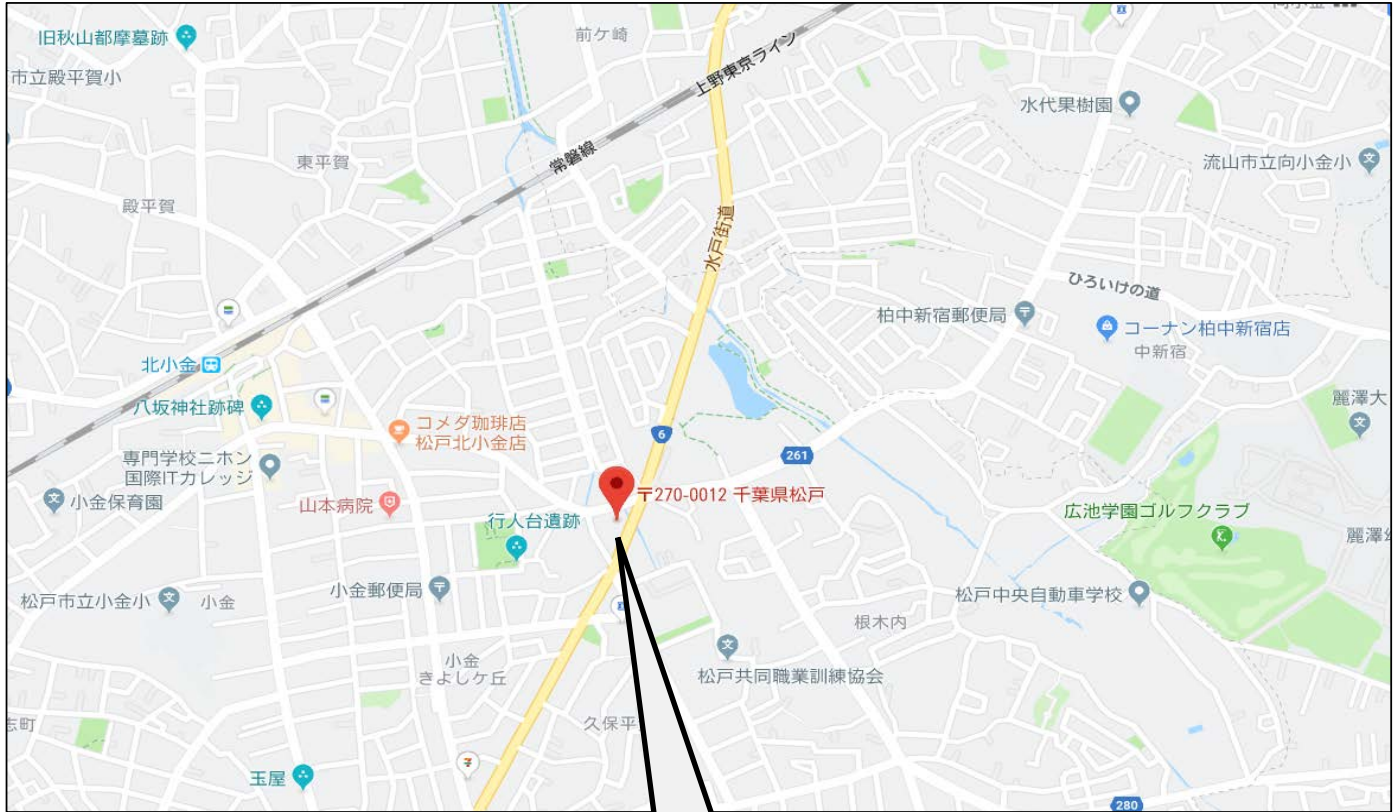 旧秋山都摩墓跡
市立殿平賀小
前ケ崎
上野東京ライン
水代果樹園
流山市立向小金小
東平賀
常磐線
殿平賀
水戸街道
ひろいけの道
柏中新宿郵便局
コーナン柏中新宿店
中新宿
北小金
八坂神社跡碑
コメダ珈琲店
松戸北小金店
麗澤大
6
261
専門学校ニホン
国際ITカレッジ
小金保育園
山本病院
〒270-0012 千葉県松戸
行人台遺跡
広池学園ゴルフクラブ
麗澤幼
松戸市立小金小
小金
小金郵便局
松戸中央自動車学校
根木内
小金
きよしケ丘
松戸共同職業訓練協会
志町
久保平
玉屋
280